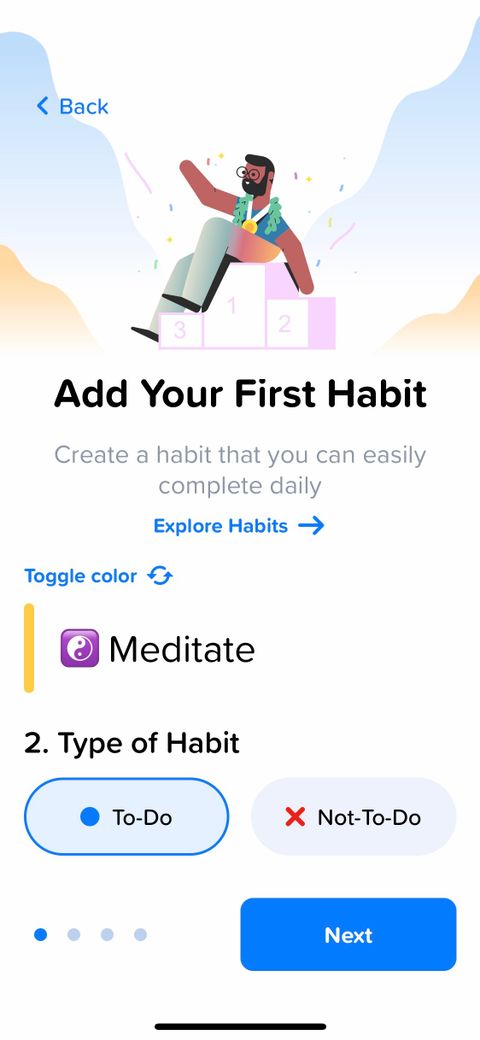 Back
3 1 2
Add Your First Habit
Create a habit that you can easily
complete daily
Explore Habits →
Toggle color
☯️ Meditate
2. Type of Habit
To-Do
❌ Not-To-Do
Next